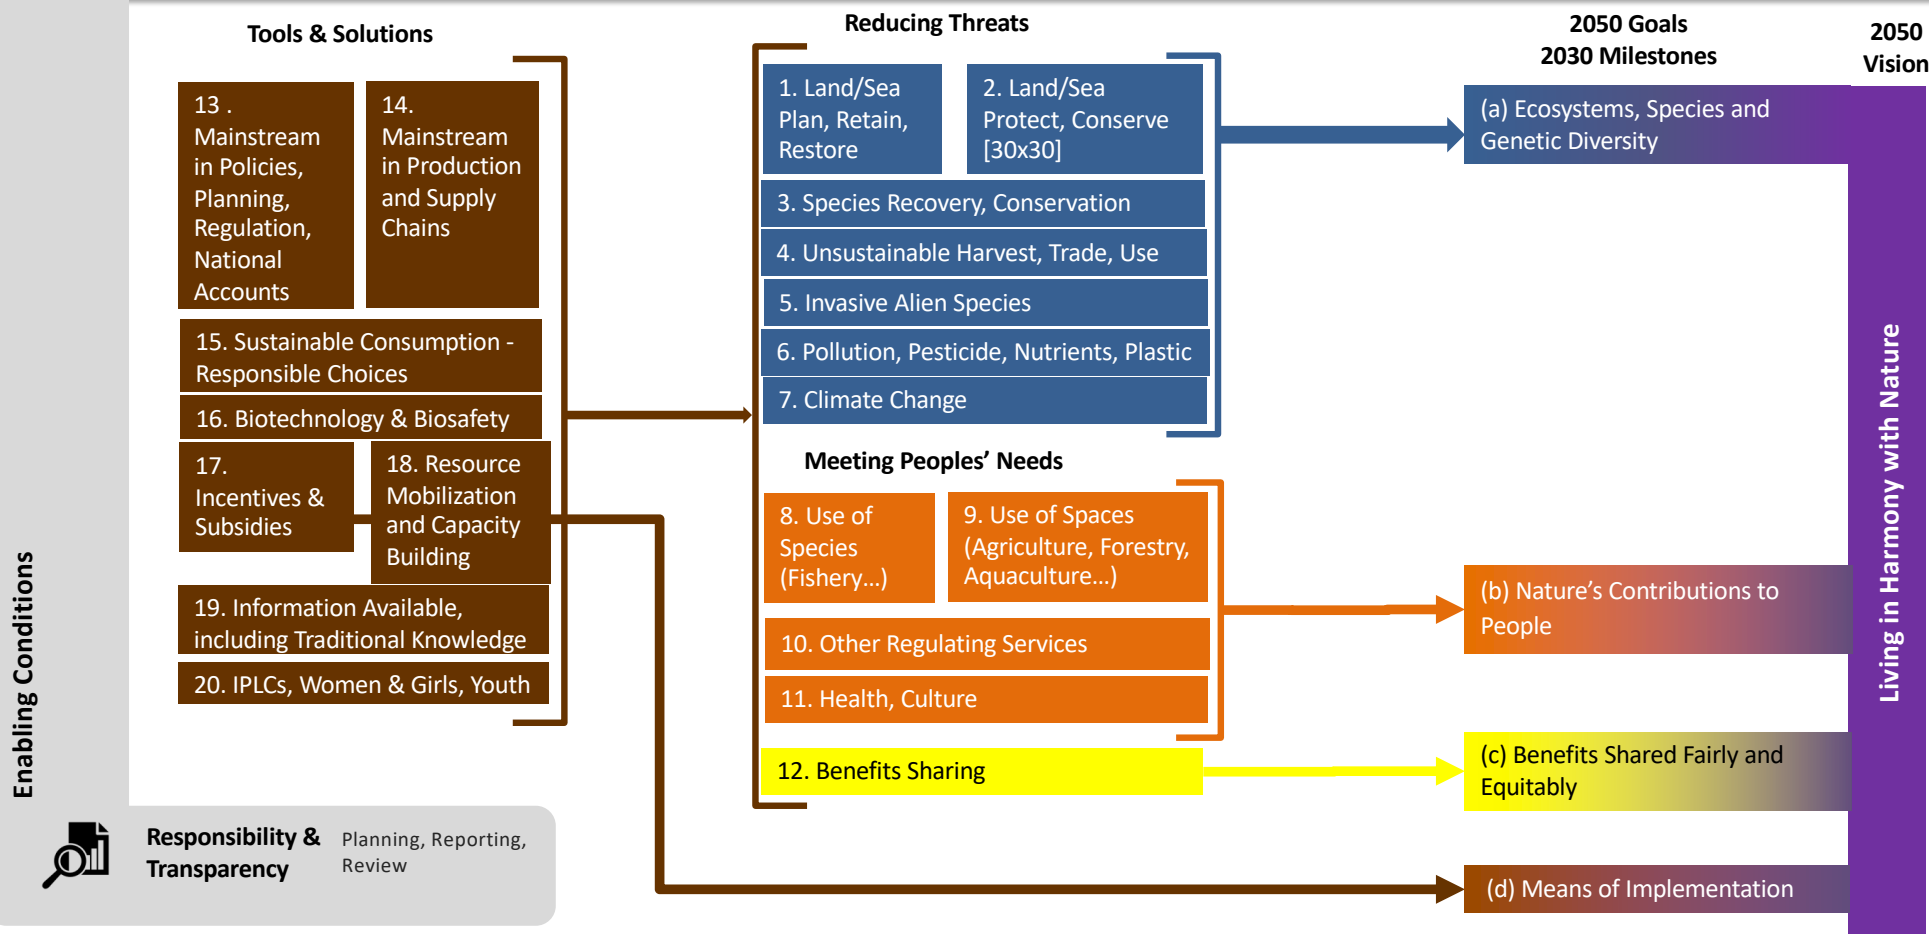 Enabling Conditions
Tools & Solutions
13 .
Mainstream
in Policies,
Planning,
Regulation,
National
Accounts
14.
Mainstream
in Production
and Supply
Chains
15. Sustainable Consumption -
Responsible Choices
16. Biotechnology & Biosafety
17.
Incentives &
Subsidies
18. Resource
Mobilization
and Capacity
Building
19. Information Available,
including Traditional Knowledge
20. IPLCs, Women & Girls, Youth
Responsibility &
Transparency
Planning, Reporting,
Review
Reducing Threats
1. Land/Sea
Plan, Retain,
Restore
2. Land/Sea
Protect, Conserve
[30x30]
3. Species Recovery, Conservation
4. Unsustainable Harvest, Trade, Use
5. Invasive Alien Species
6. Pollution, Pesticide, Nutrients, Plastic
7. Climate Change
Meeting Peoples’ Needs
8. Use of
Species
(Fishery...)
9. Use of Spaces
(Agriculture, Forestry,
Aquaculture...)
10. Other Regulating Services
11. Health, Culture
12. Benefits Sharing
2050 Goals
2030 Milestones
(a) Ecosystems, Species and
Genetic Diversity
(b) Nature’s Contributions to
People
(c) Benefits Shared Fairly and
Equitably
(d) Means of Implementation
2050
Vision
Living in Harmony with Nature